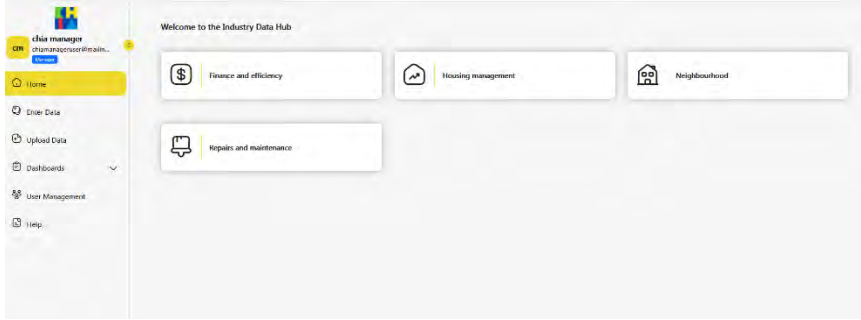 chia manager
CHIA
chiamanageruser@mailin...
Manager
Home
Enter Data
Upload Data
Dashboards
User Management
Help
Welcome to the Industry Data Hub
Finance and efficiency
Housing management
Neighbourhood
Repairs and maintenance